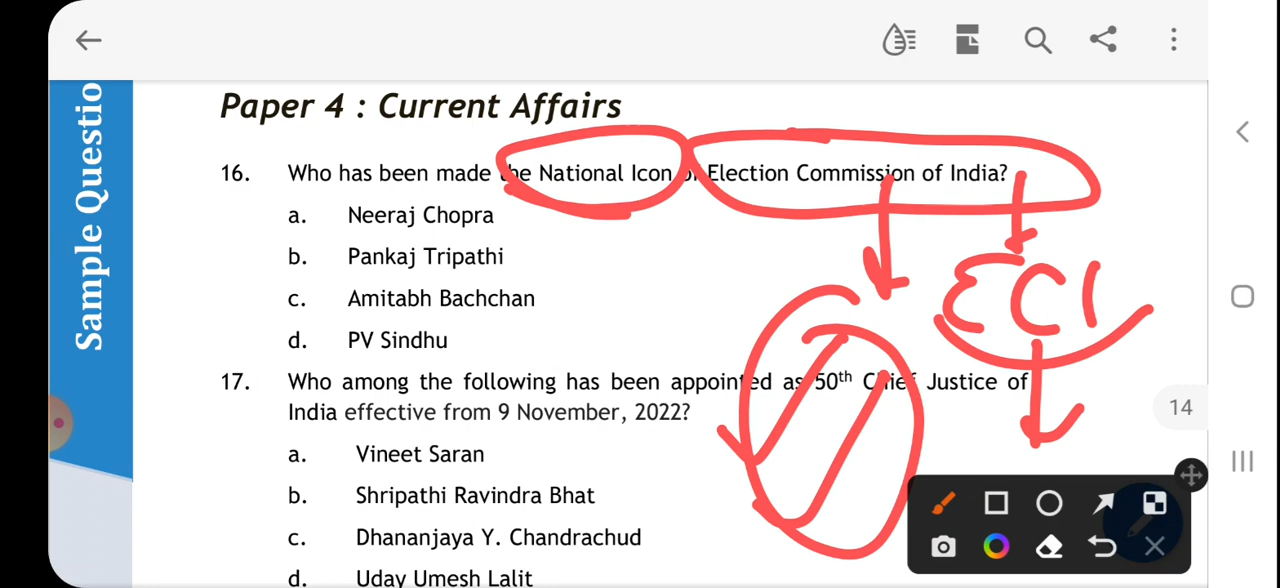 Sample Questio
Paper 4 : Current Affairs
16. Who has been made the National Icon of Election Commission of India?
a. Neeraj Chopra
b. Pankaj Tripathi
c. Amitabh Bachchan
d. PV Sindhu
ECI
17. Who among the following has been appointed as 50th Chief Justice of
India effective from 9 November, 2022?
a. Vineet Saran
b. Shripathi Ravindra Bhat
c. Dhananjaya Y. Chandrachud
d. Uday Umesh Lalit
14